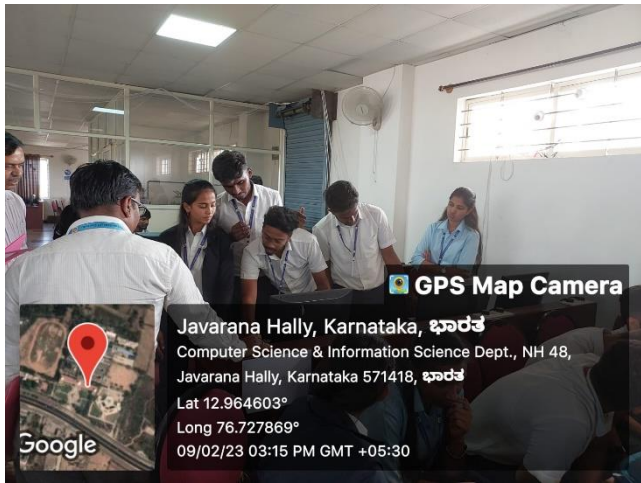 GPS Map Camera
Javarana Hally, Karnataka, ಭಾರತ
Computer Science & Information Science Dept., NH 48,
Javarana Hally, Karnataka 571418, ಭಾರತ
Lat 12.964603°
Long 76.727869°
09/02/23 03:15 PM GMT +05:30
Google